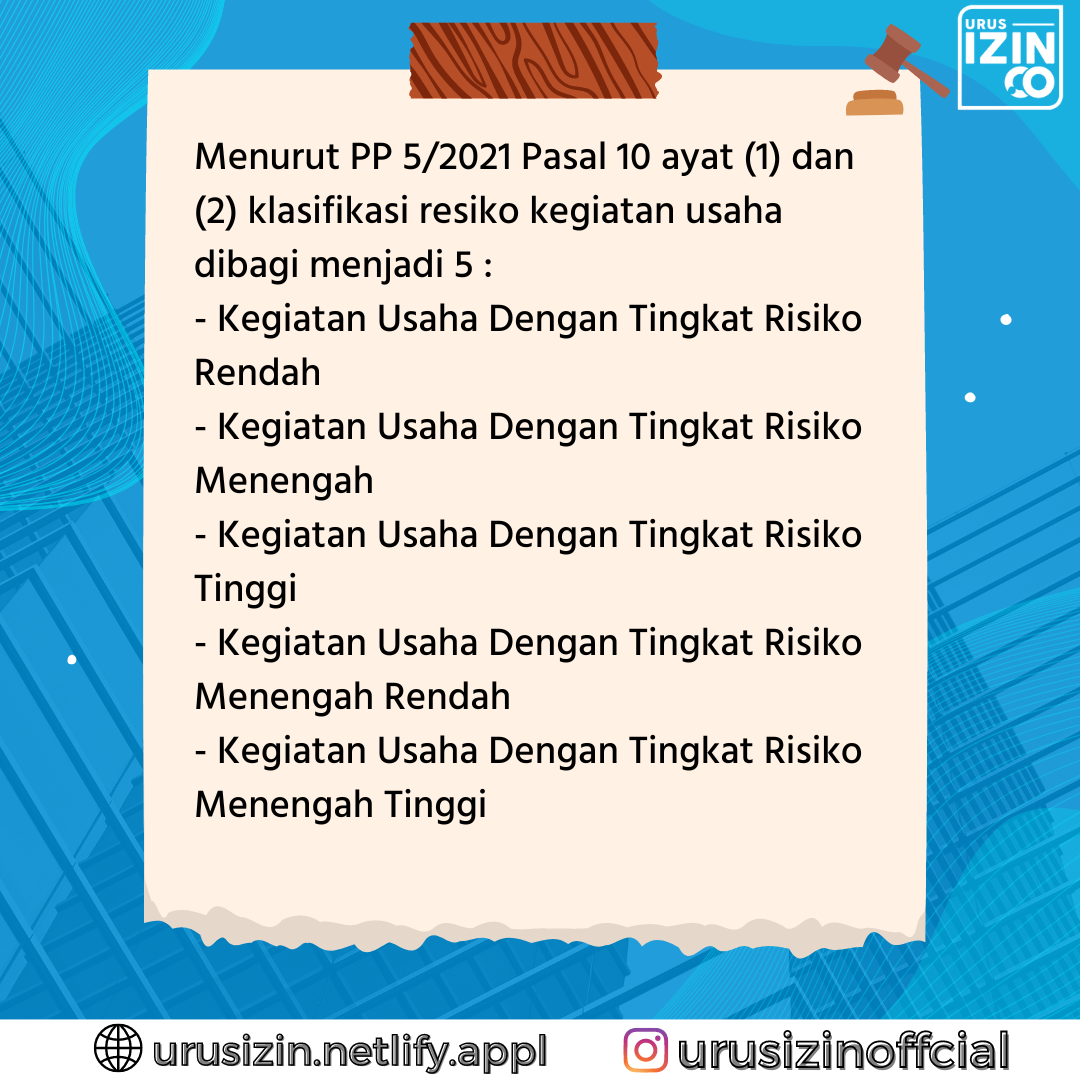 URUS
IZIN
CO
Menurut PP 5/2021 Pasal 10 ayat (1) dan
(2) klasifikasi resiko kegiatan usaha
dibagi menjadi 5 :
- Kegiatan Usaha Dengan Tingkat Risiko
Rendah
- Kegiatan Usaha Dengan Tingkat Risiko
Menengah
- Kegiatan Usaha Dengan Tingkat Risiko
Tinggi
- Kegiatan Usaha Dengan Tingkat Risiko
Menengah Rendah
- Kegiatan Usaha Dengan Tingkat Risiko
Menengah Tinggi
urusizin.netlify.appl
urusizinoffcial